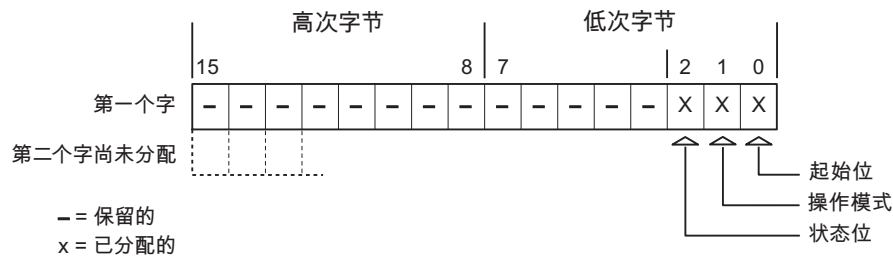 高次字节 低次字节
15 8 7 2 1 0
第一个字 – – – – – – – – – – – – – X X X
第二个字尚未分配
起始位
操作模式
状态位
– = 保留的
x = 已分配的